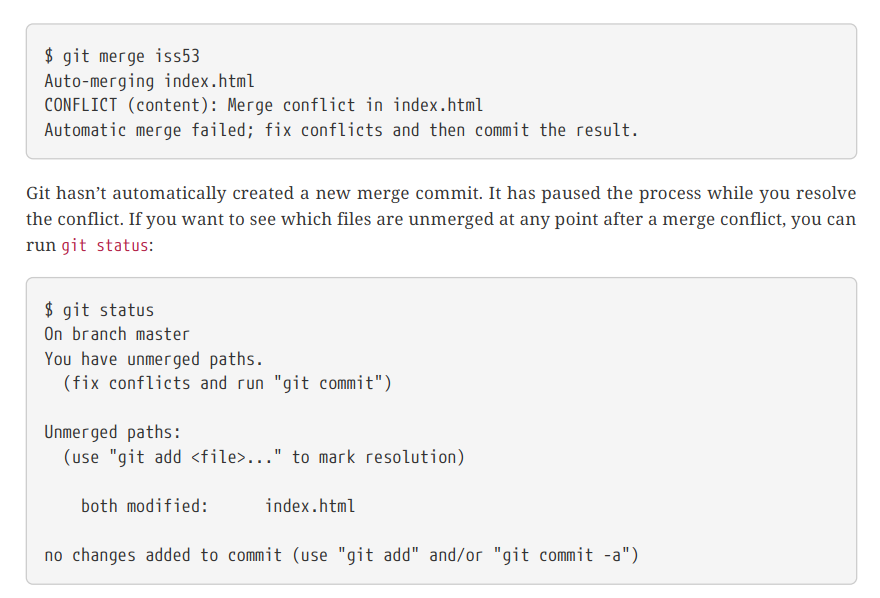 $ git merge iss53
Auto-merging index.html
CONFLICT (content): Merge conflict in index.html
Automatic merge failed; fix conflicts and then commit the result.
Git hasn’t automatically created a new merge commit. It has paused the process while you resolve
the conflict. If you want to see which files are unmerged at any point after a merge conflict, you can
run git status:
$ git status
On branch master
You have unmerged paths.
  (fix conflicts and run "git commit")
Unmerged paths:
  (use "git add <file>..." to mark resolution)
    both modified:      index.html
no changes added to commit (use "git add" and/or "git commit -a")